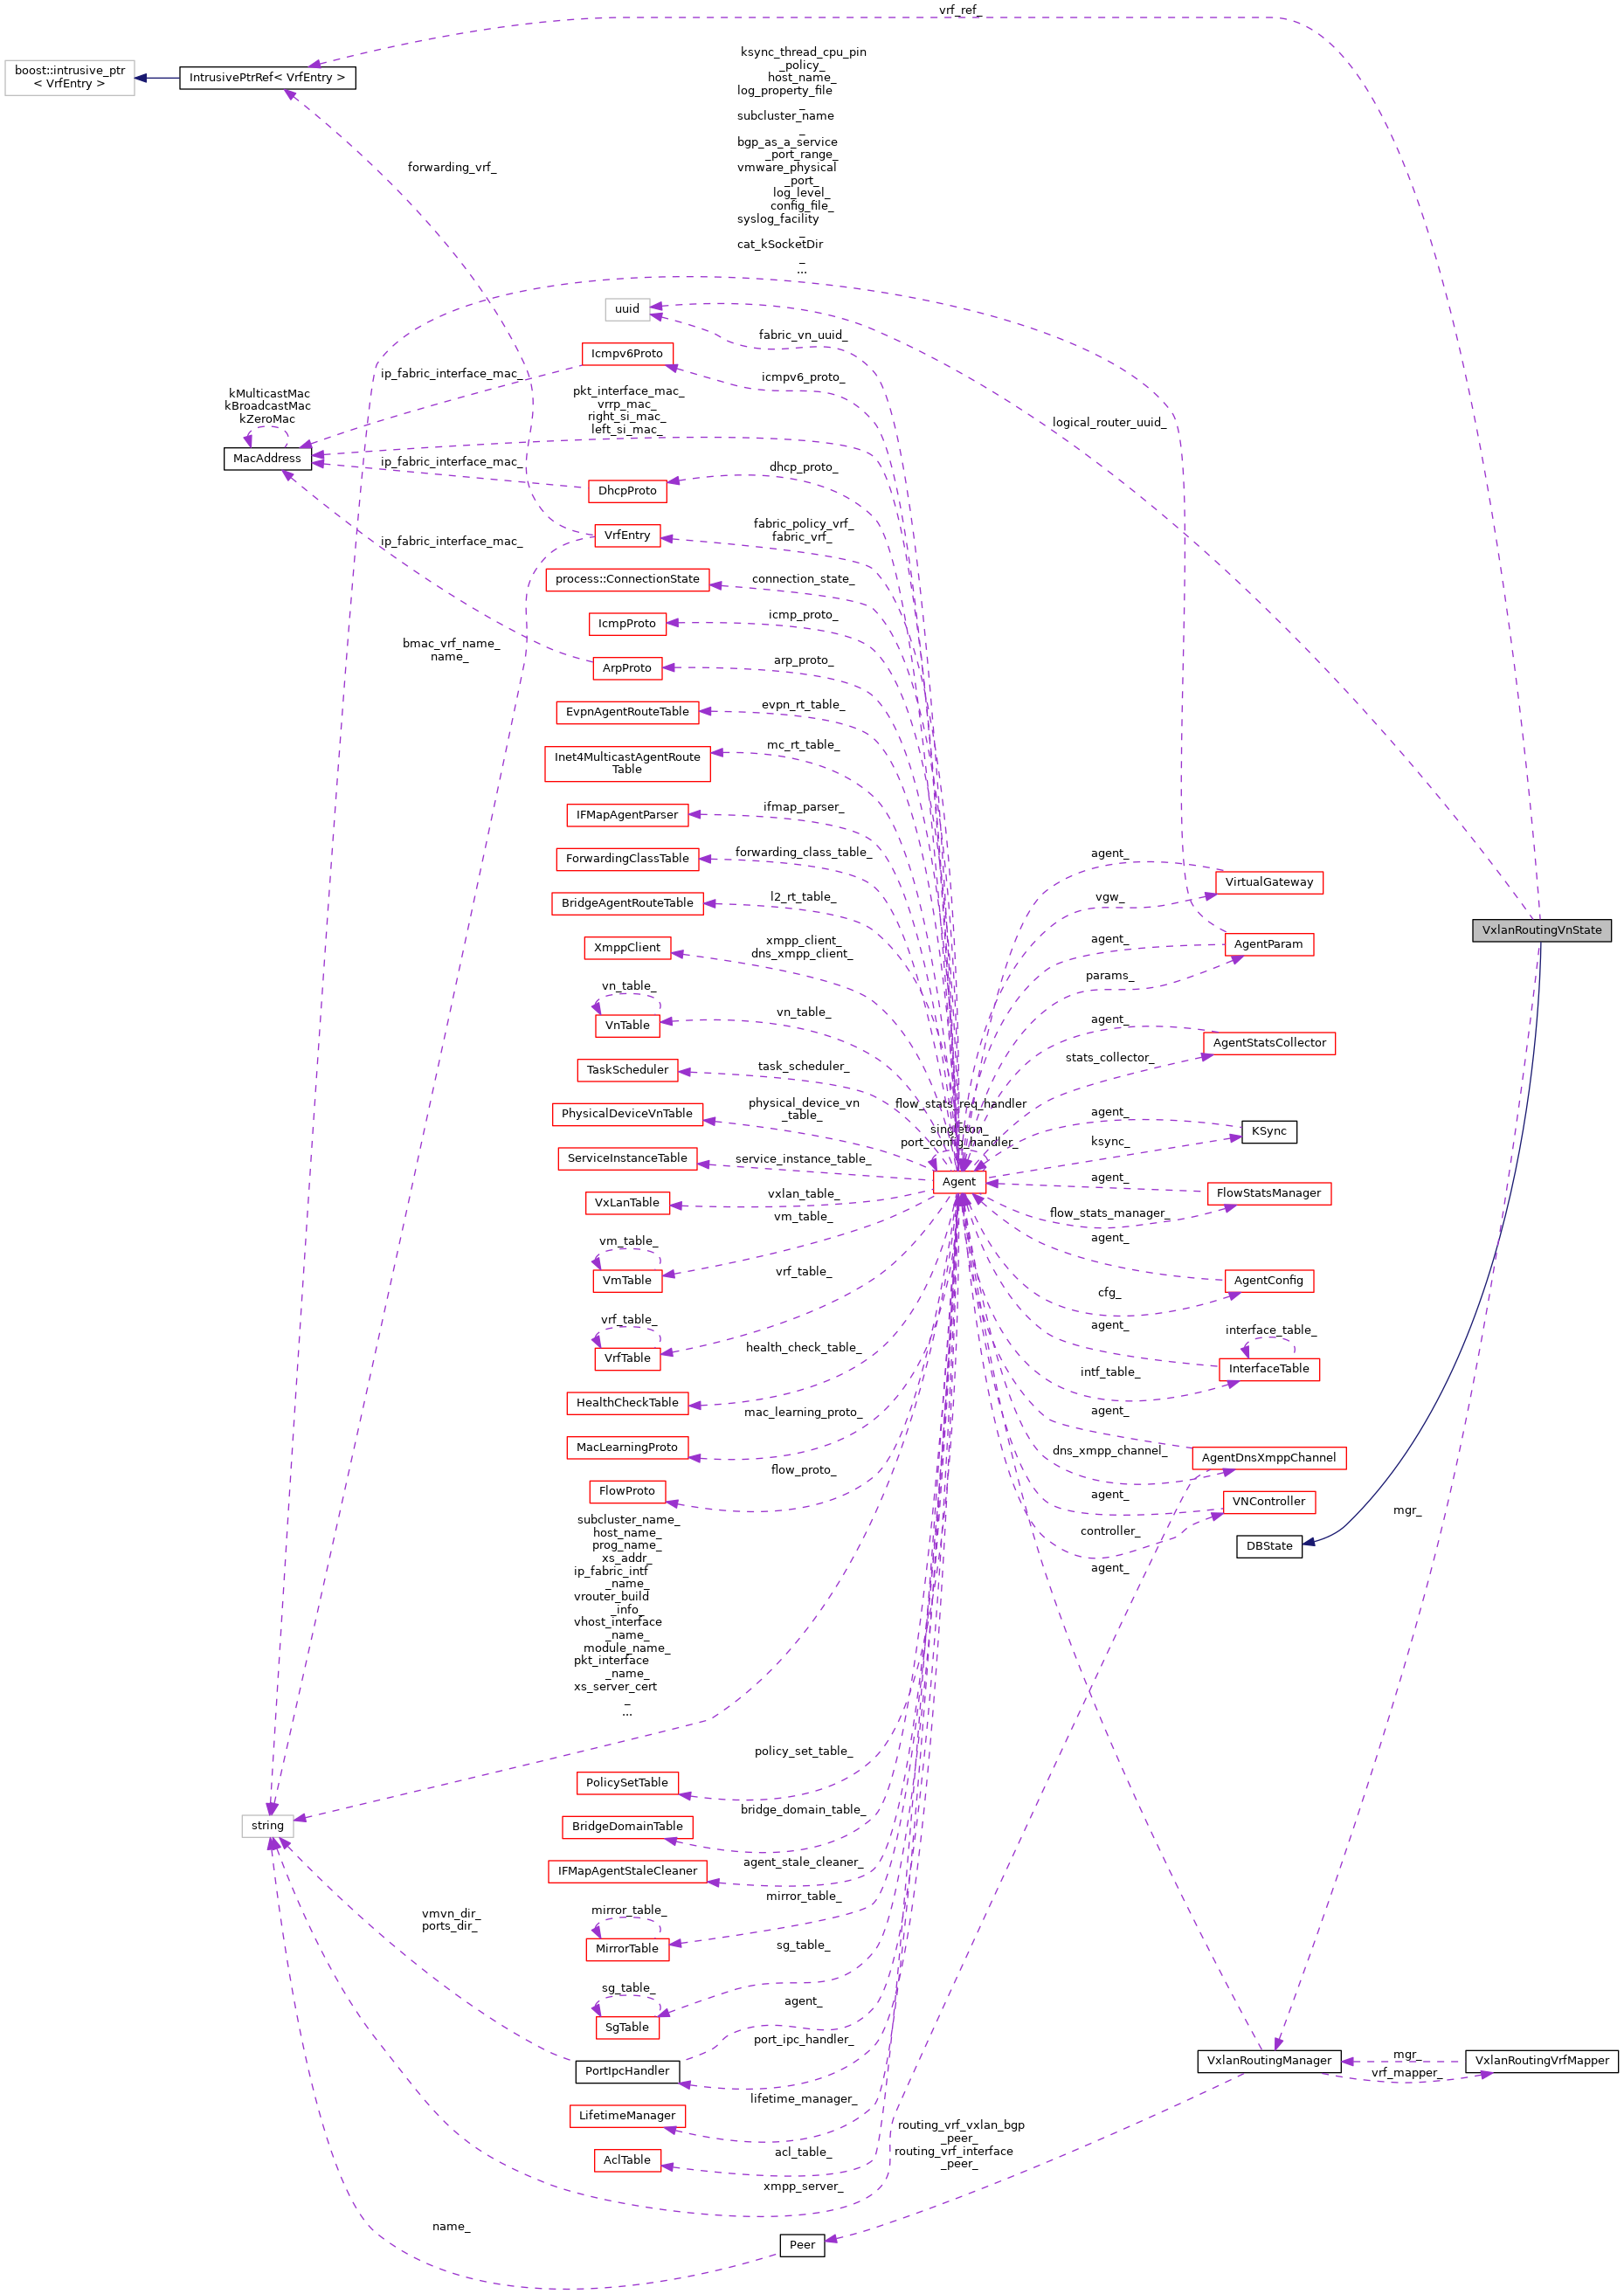 vrf_ref_
ksync_thread_cpu_pin
_policy_
host_name_
log_property_file
_
subcluster_name
_
bgp_as_a_service
_port_range_
vmware_physical
_port_
log_level_
config_file_
syslog_facility
_
cat_kSocketDir
_
...
boost::intrusive_ptr
< VrfEntry >
IntrusivePtrRef< VrfEntry >
forwarding_vrf_
uuid
fabric_vn_uuid_
Icmpv6Proto
ip_fabric_interface_mac_
icmpv6_proto_
kMulticastMac
kBroadcastMac
kZeroMac
pkt_interface_mac_
vrrp_mac_
right_si_mac_
left_si_mac_
logical_router_uuid_
MacAddress
ip_fabric_interface_mac_
dhcp_proto_
DhcpProto
fabric_policy_vrf_
fabric_vrf_
VrfEntry
ip_fabric_interface_mac_
process::ConnectionState
connection_state_
IcmpProto
icmp_proto_
bmac_vrf_name_
name_
ArpProto
arp_proto_
EvpnAgentRouteTable
evpn_rt_table_
Inet4MulticastAgentRoute
Table
mc_rt_table_
IFMapAgentParser
ifmap_parser_
ForwardingClassTable
forwarding_class_table_
agent_
VirtualGateway
BridgeAgentRouteTable
l2_rt_table_
vgw_
VxlanRoutingVnState
XmppClient
xmpp_client_
dns_xmpp_client_
agent_
AgentParam
params_
vn_table_
VnTable
vn_table_
agent_
AgentStatsCollector
stats_collector_
TaskScheduler
task_scheduler_
PhysicalDeviceVnTable
physical_device_vn
_table_
flow_stats_req_handler
_
singleton_
port_config_handler_
agent_
KSync
ksync_
ServiceInstanceTable
service_instance_table_
Agent
agent_
FlowStatsManager
VxLanTable
vxlan_table_
vm_table_
flow_stats_manager_
vm_table_
VmTable
agent_
AgentConfig
cfg_
vrf_table_
vrf_table_
VrfTable
agent_
interface_table_
InterfaceTable
intf_table_
health_check_table_
HealthCheckTable
mac_learning_proto_
MacLearningProto
agent_
dns_xmpp_channel_
AgentDnsXmppChannel
flow_proto_
FlowProto
agent_
VNController
controller_
DBState
mgr_
agent_
subcluster_name_
host_name_
prog_name_
xs_addr_
ip_fabric_intf
_name_
vrouter_build
_info_
vhost_interface
_name_
module_name_
pkt_interface
_name_
xs_server_cert
_
...
policy_set_table_
PolicySetTable
string
bridge_domain_table_
BridgeDomainTable
agent_stale_cleaner_
IFMapAgentStaleCleaner
mirror_table_
mirror_table_
MirrorTable
vmvn_dir_
ports_dir_
sg_table_
sg_table_
SgTable
agent_
PortIpcHandler
port_ipc_handler_
VxlanRoutingManager
mgr_
vrf_mapper_
VxlanRoutingVrfMapper
lifetime_manager_
LifetimeManager
routing_vrf_vxlan_bgp
_peer_
routing_vrf_interface
_peer_
acl_table_
AclTable
xmpp_server_
name_
Peer